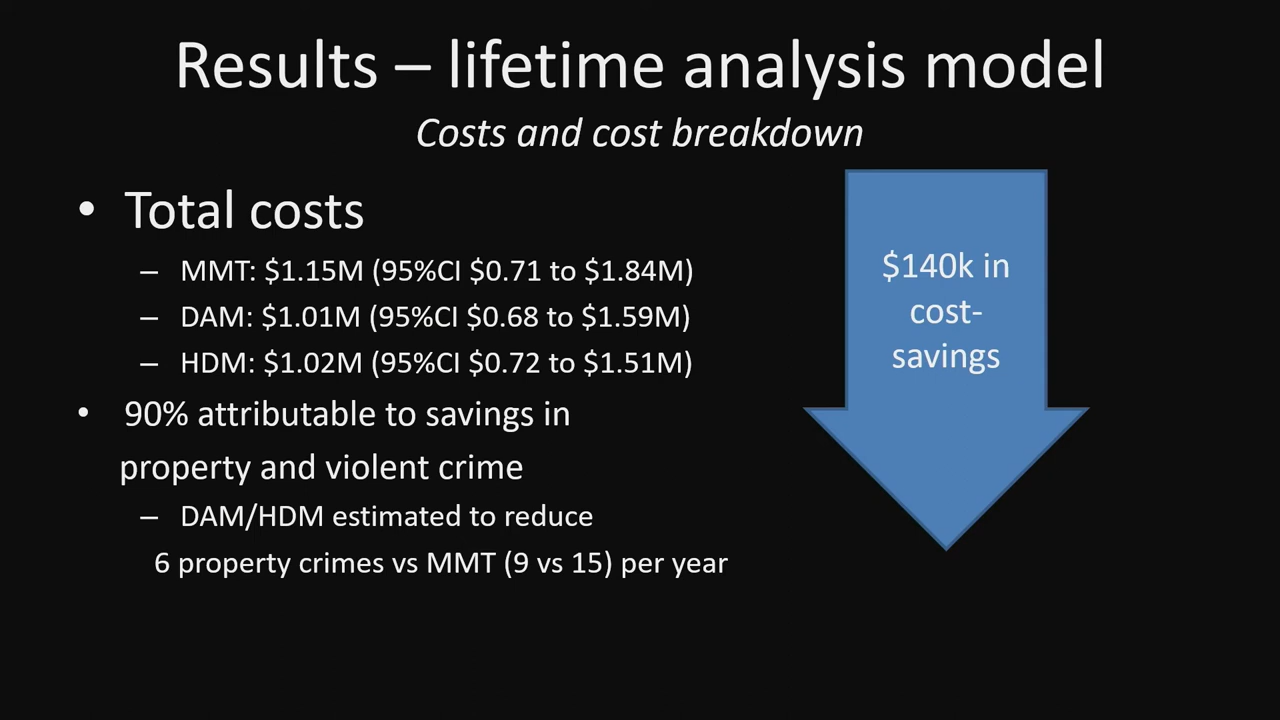 Results – lifetime analysis model
Costs and cost breakdown
• Total costs
– MMT: $1.15M (95%CI $0.71 to $1.84M)
– DAM: $1.01M (95%CI $0.68 to $1.59M)
– HDM: $1.02M (95%CI $0.72 to $1.51M)
• 90% attributable to savings in
property and violent crime
– DAM/HDM estimated to reduce
6 property crimes vs MMT (9 vs 15) per year
$140k in
cost-
savings